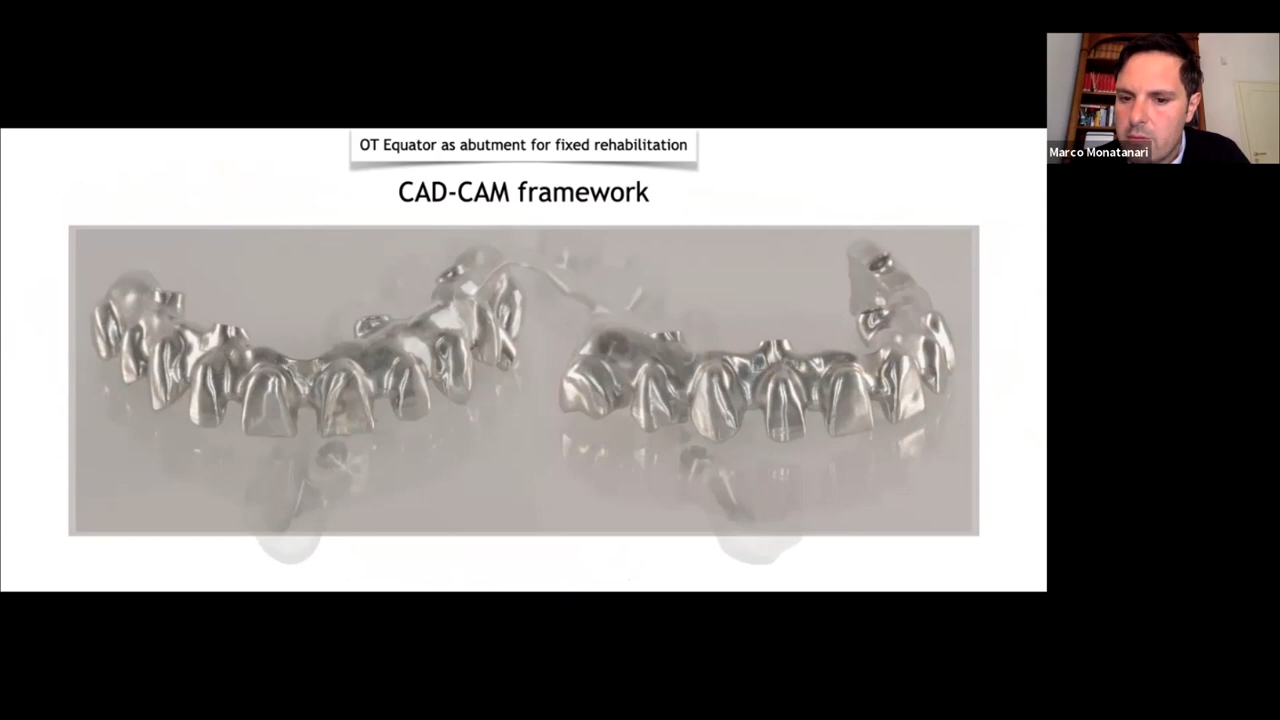 OT Equator as abutment for fixed rehabilitation
CAD-CAM framework
Marco Monatanari